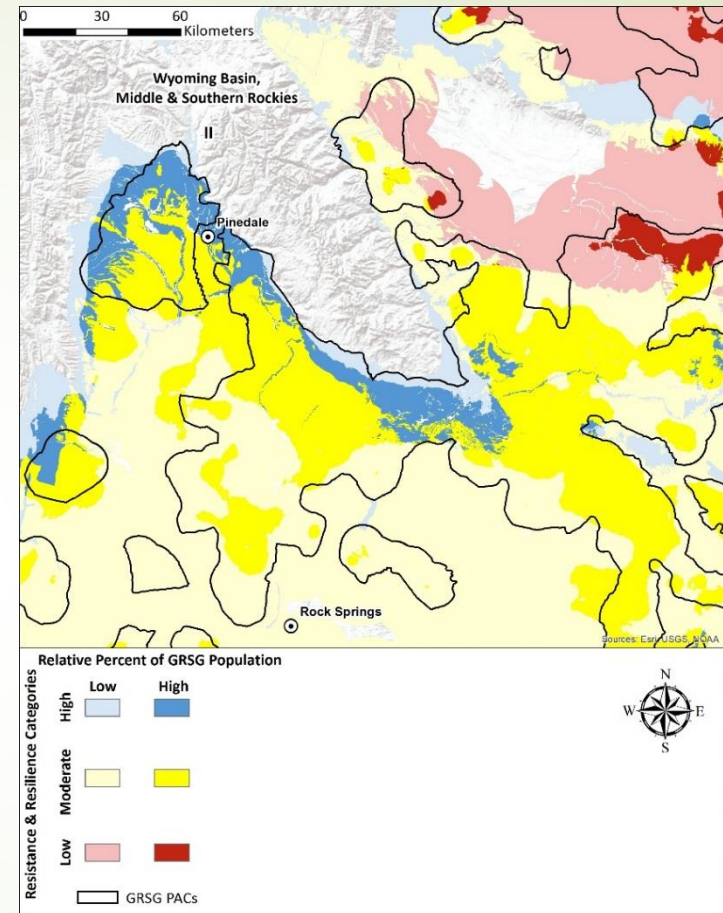 0 30 60
Kilometers
Wyoming Basin,
Middle & Southern Rockies
II
Pinedale
Rock Springs
Sources: Esri, USGS, NOAA
Relative Percent of GRSG Population
Low High
Resistance & Resilience Categories
High
Moderate
Low
GRSG PACs
N
W E
S